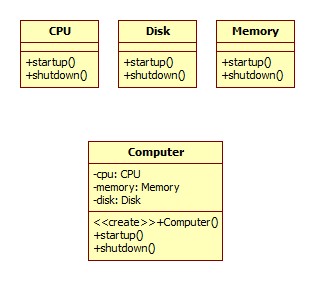 CPU
+startup()
+shutdown()
Disk
+startup()
+shutdown()
Memory
+startup()
+shutdown()
Computer
-cpu: CPU
-memory: Memory
-disk: Disk
<<create>>+Computer()
+startup()
+shutdown()